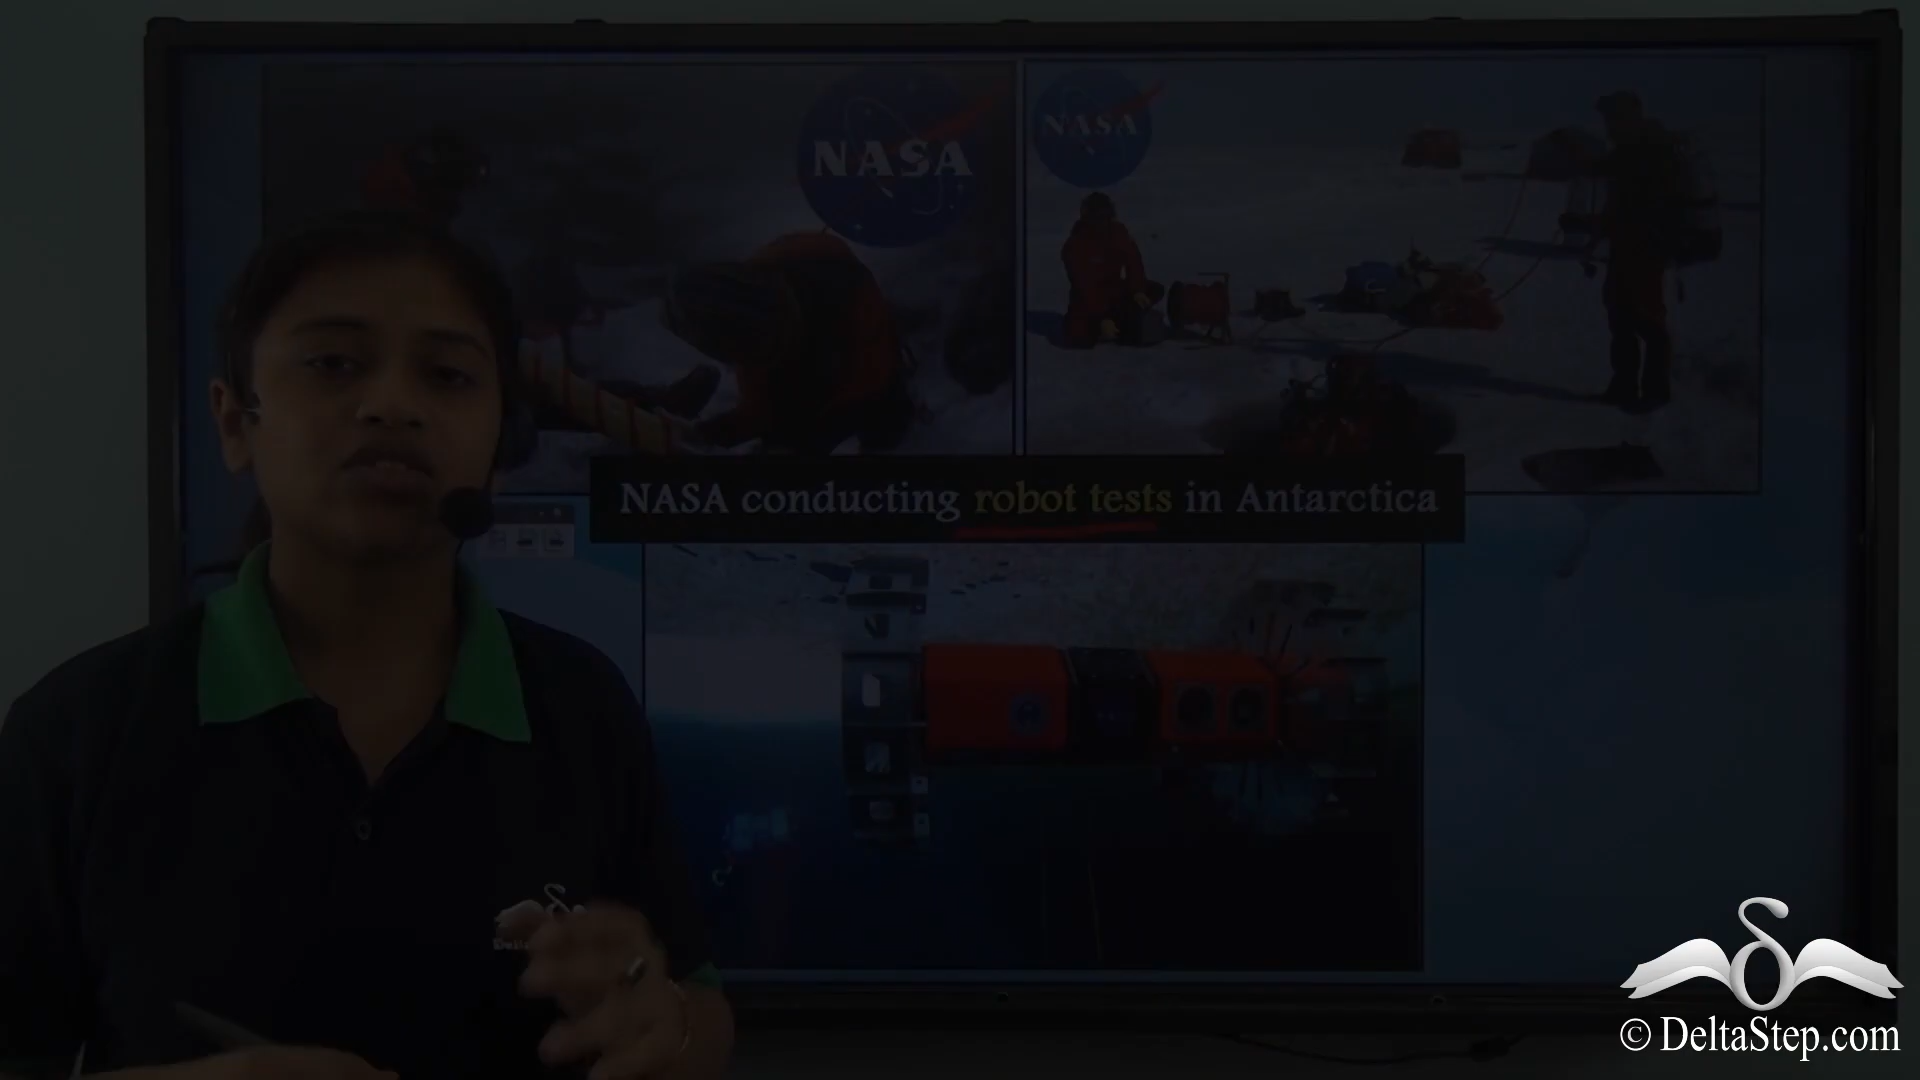 NASA
NASA
NASA conducting robot tests in Antarctica
© DeltaStep.com